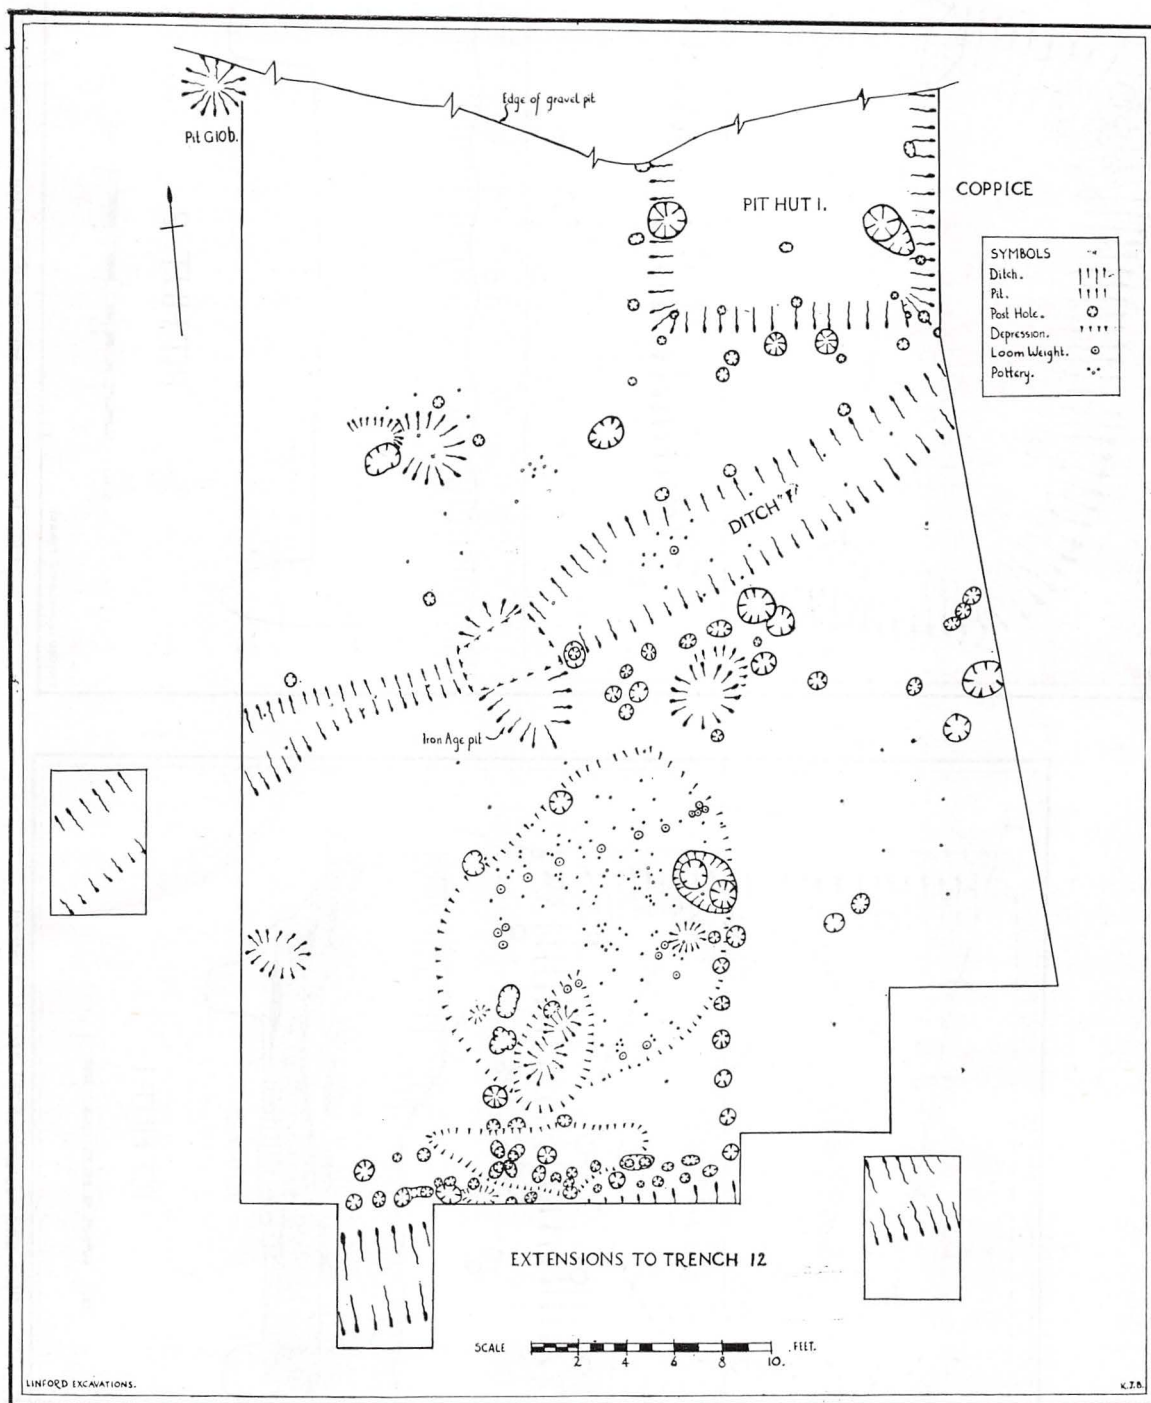 Edge of gravel pit
Pit G10b.
COPPICE
PIT HUT 1.
SYMBOLS
Ditch.
Pit.
Post Hole.
Depression.
Loom Weight.
Pottery.
DITCH "F"
Iron Age pit
EXTENSIONS TO TRENCH 12
SCALE 2 4 6 8 10. FEET.
LINFORD EXCAVATIONS.
K.J.B.